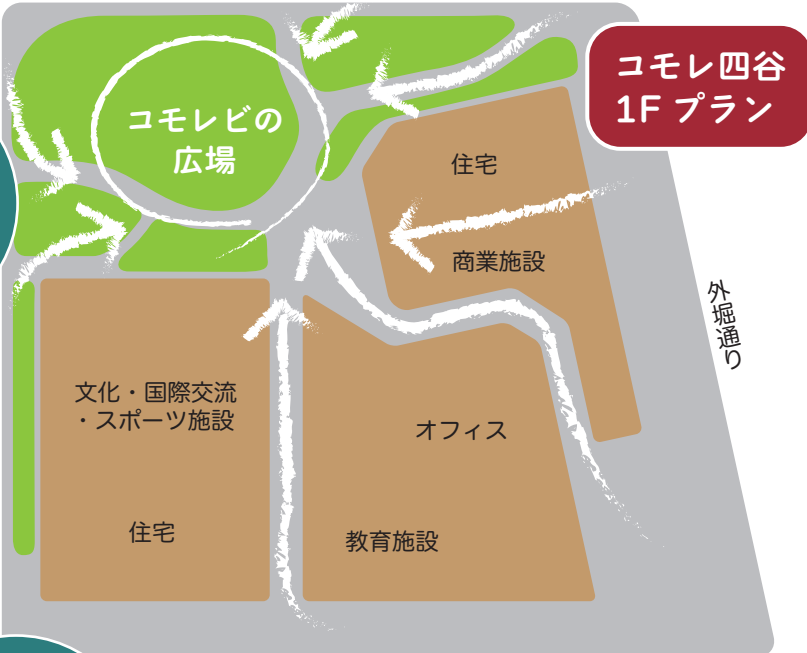 コモレ四谷
1F プラン
コモレビの
広場
住宅
商業施設
外堀通り
文化・国際交流
・スポーツ施設
オフィス
住宅
教育施設